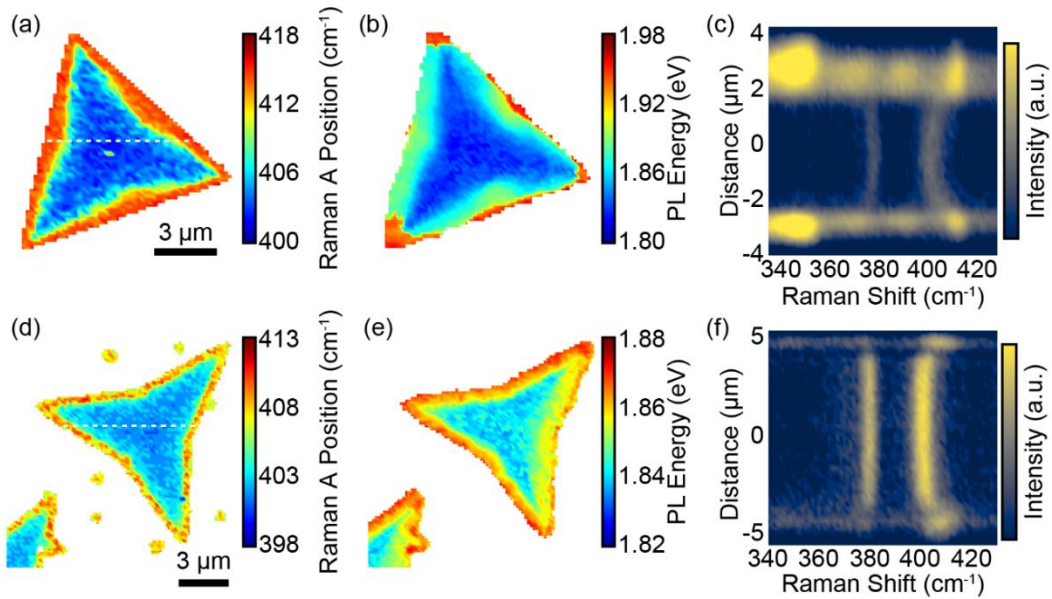 (a)
418
412
406
400
Raman A Position (cm⁻¹)
3 µm
(b)
1.98
1.92
1.86
1.80
PL Energy (eV)
(c)
4
2
0
-2
-4
Distance (µm)
340 360 380 400 420
Raman Shift (cm⁻¹)
Intensity (a.u.)
(d)
413
408
403
398
Raman A Position (cm⁻¹)
3 µm
(e)
1.88
1.86
1.84
1.82
PL Energy (eV)
(f)
5
0
-5
Distance (µm)
340 360 380 400 420
Raman Shift (cm⁻¹)
Intensity (a.u.)